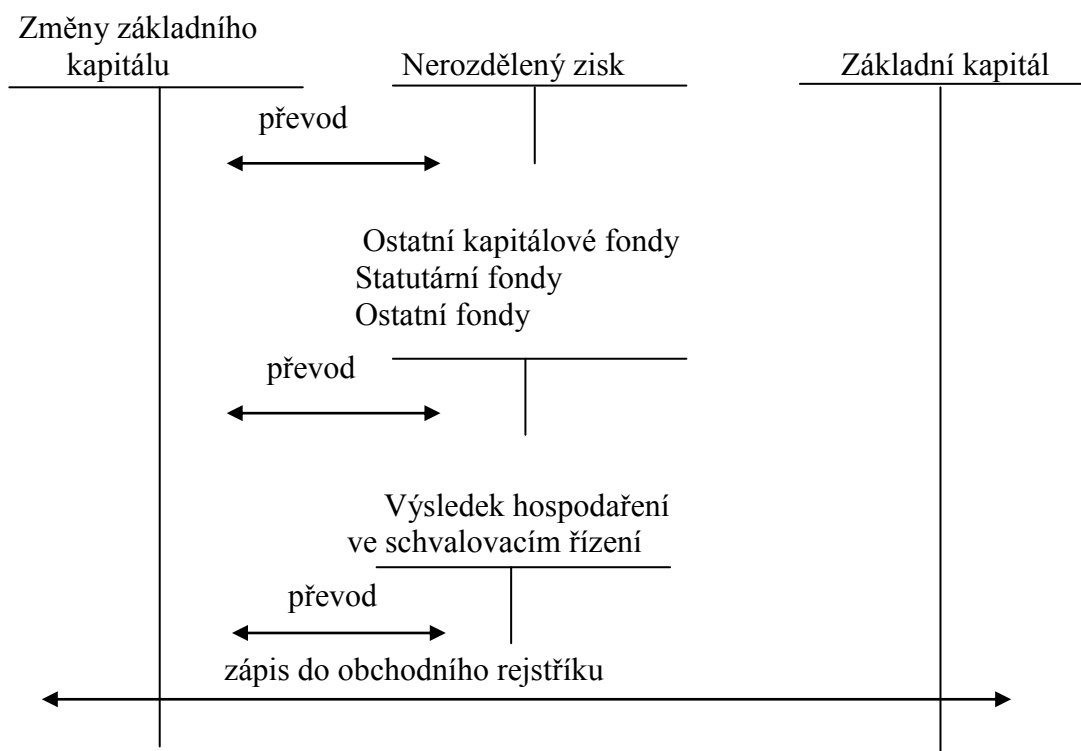 Změny základního
kapitálu
Nerozdělený zisk
Základní kapitál
převod
Ostatní kapitálové fondy
Statutární fondy
Ostatní fondy
převod
Výsledek hospodaření
ve schvalovacím řízení
převod
zápis do obchodního rejstříku